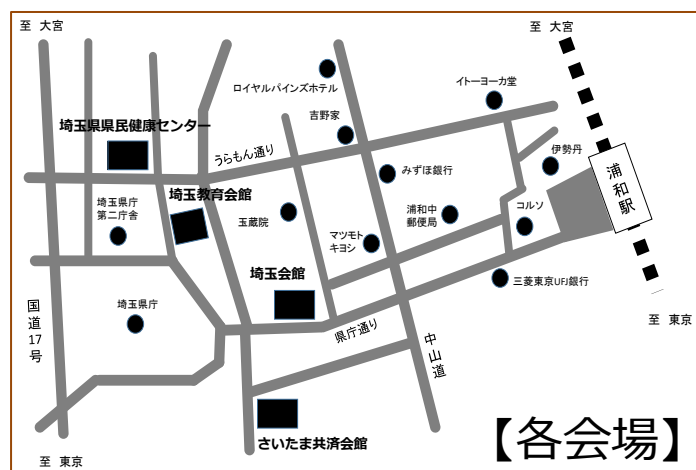 至 大宮
至 大宮
ロイヤルパインズホテル
イトーヨーカ堂
吉野家
埼玉県県民健康センター
うらもん通り
伊勢丹
浦和駅
みずほ銀行
埼玉教育会館
埼玉県庁
第二庁舎
玉蔵院
浦和中
郵便局
コルソ
マツモト
キヨシ
埼玉会館
三菱東京UFJ銀行
埼玉県庁
国道17号
県庁通り
中山道
至 東京
さいたま共済会館
【各会場】
至 東京